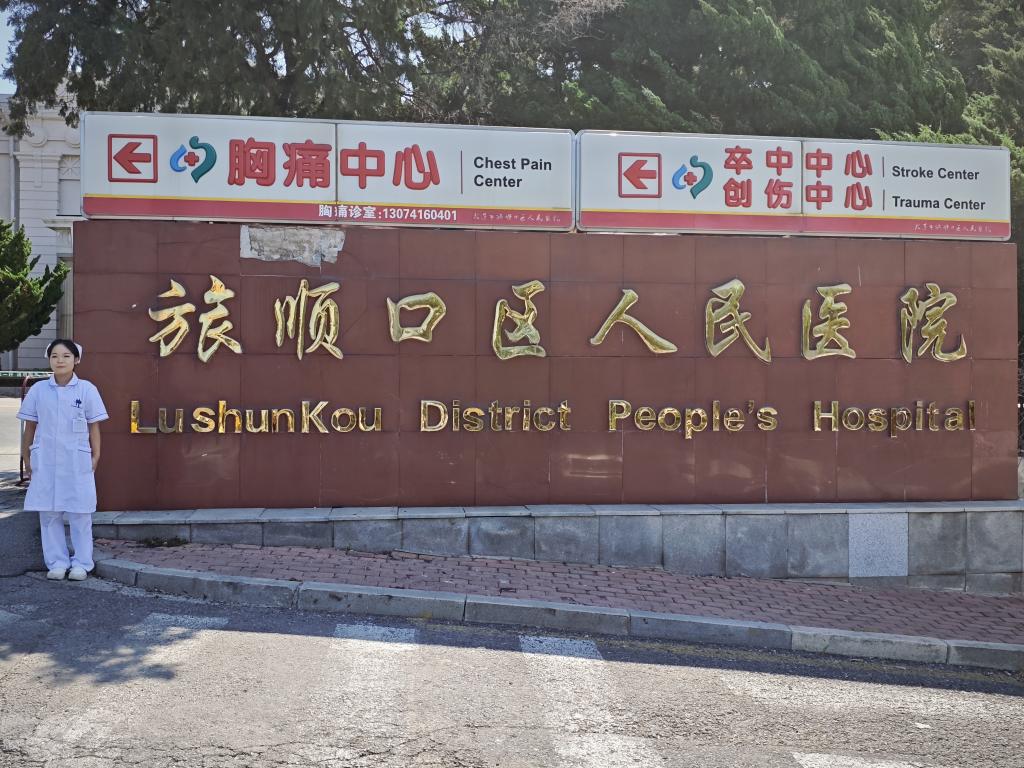 胸痛中心
Chest Pain
Center
胸痛诊室:13074160401
卒中中心
创伤中心
Stroke Center
Trauma Center
旅顺口区人民医院
LushunKou District People's Hospital